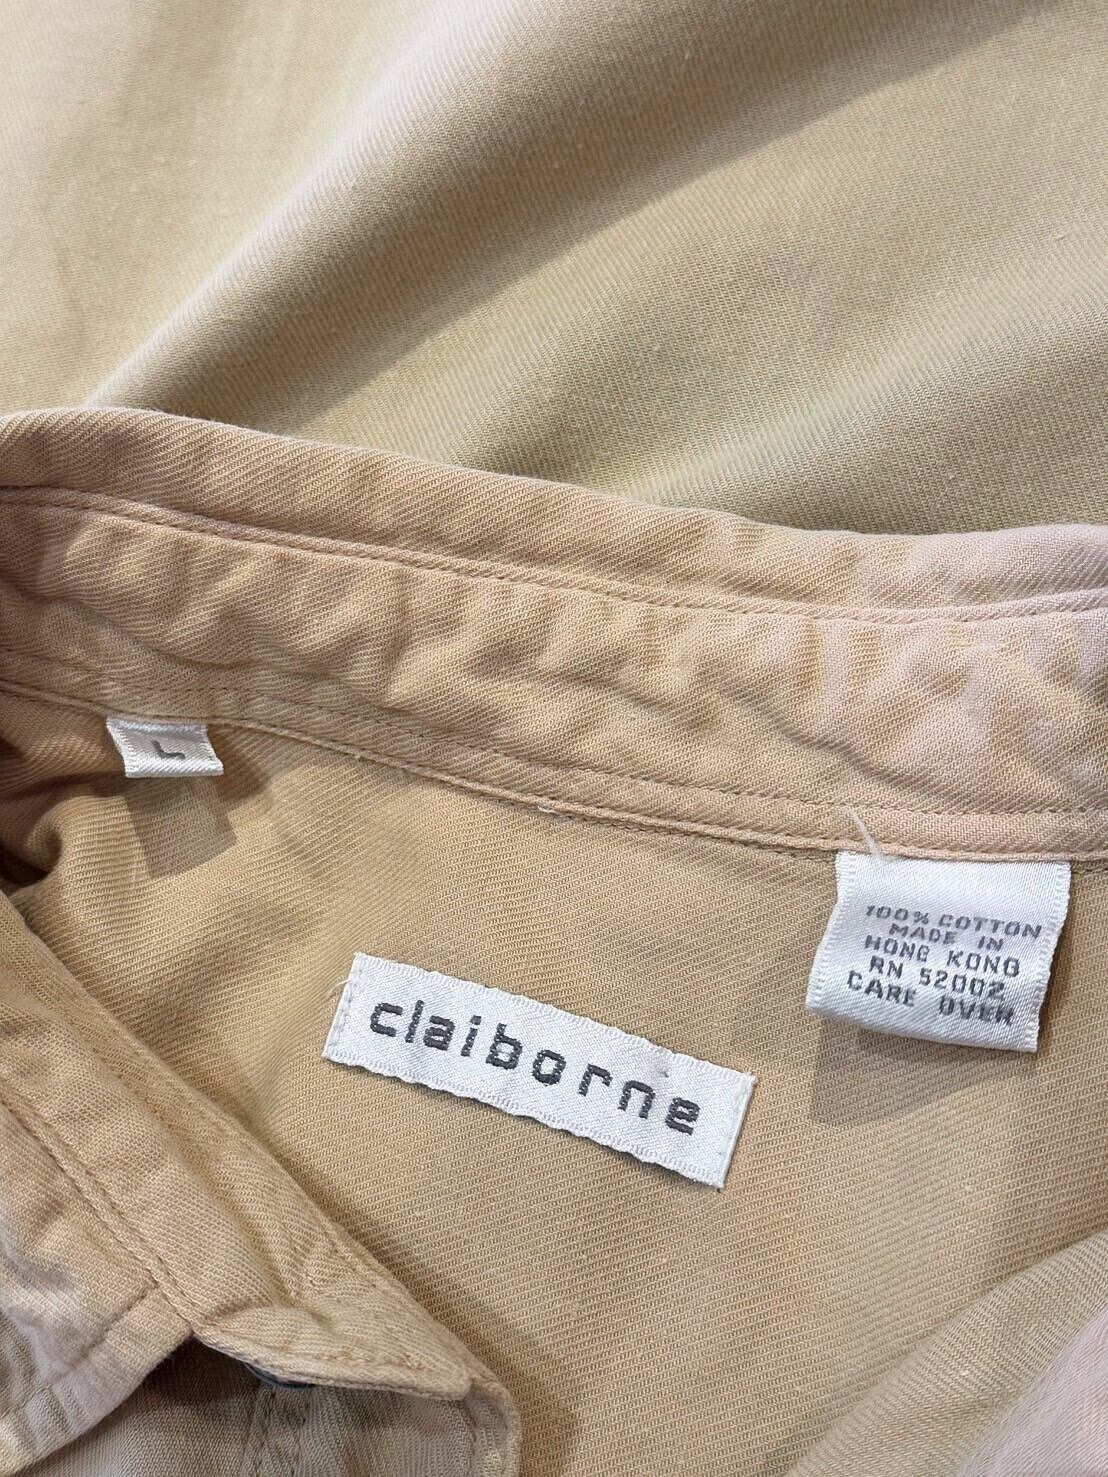 L
claiborne
100% COTTON
MADE IN
HONG KONG
RN 52002
CARE OVER